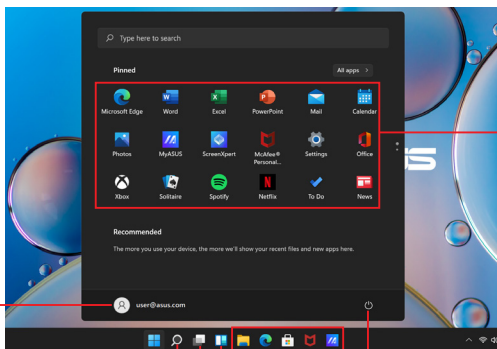 Type here to search
Pinned
All apps >
Microsoft Edge Word Excel PowerPoint Mail Calendar
Photos MyASUS ScreenXpert McAfee® Personal... Settings Office
Xbox Solitaire Spotify Netflix To Do News
Recommended
The more you use your device, the more we'll show your recent files and new apps here.
user@asus.com